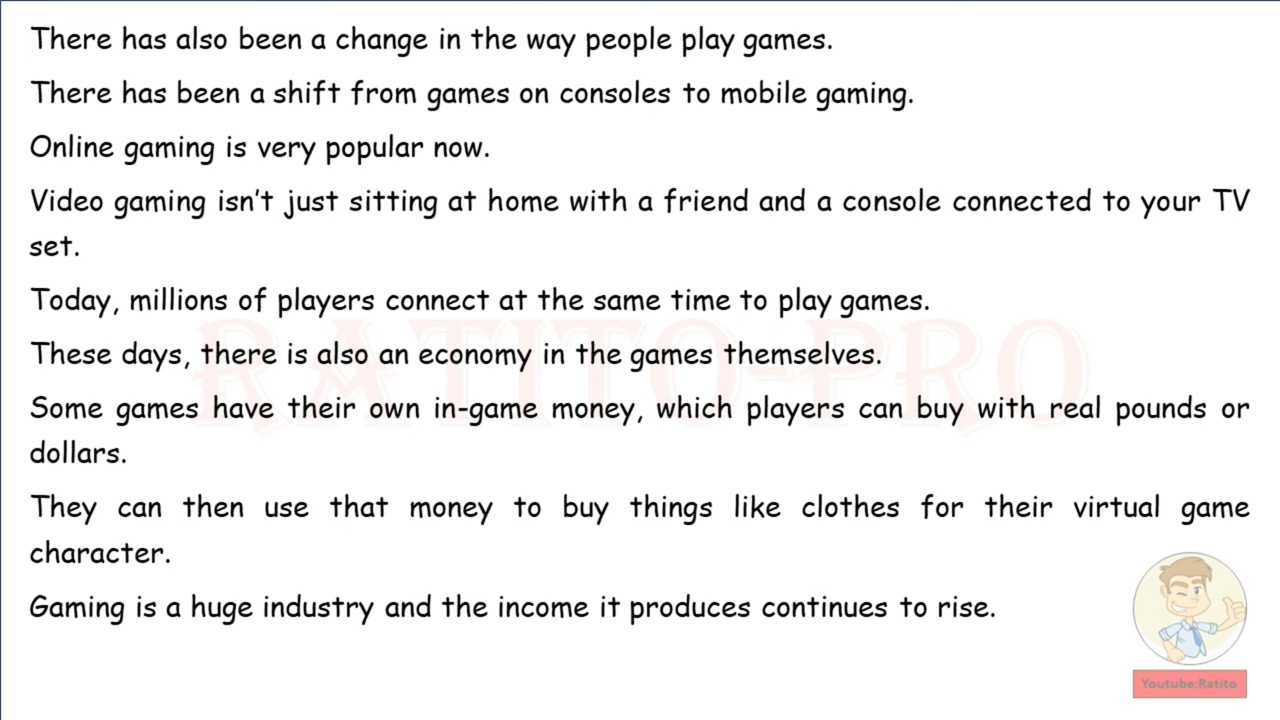 There has also been a change in the way people play games.
There has been a shift from games on consoles to mobile gaming.
Online gaming is very popular now.
Video gaming isn't just sitting at home with a friend and a console connected to your TV
set.
Today, millions of players connect at the same time to play games.
RATITO-PRO
These days, there is also an economy in the games themselves.
Some games have their own in-game money, which players can buy with real pounds or
dollars.
They can then use that money to buy things like clothes for their virtual game
character.
Gaming is a huge industry and the income it produces continues to rise.
Youtube:Ratito